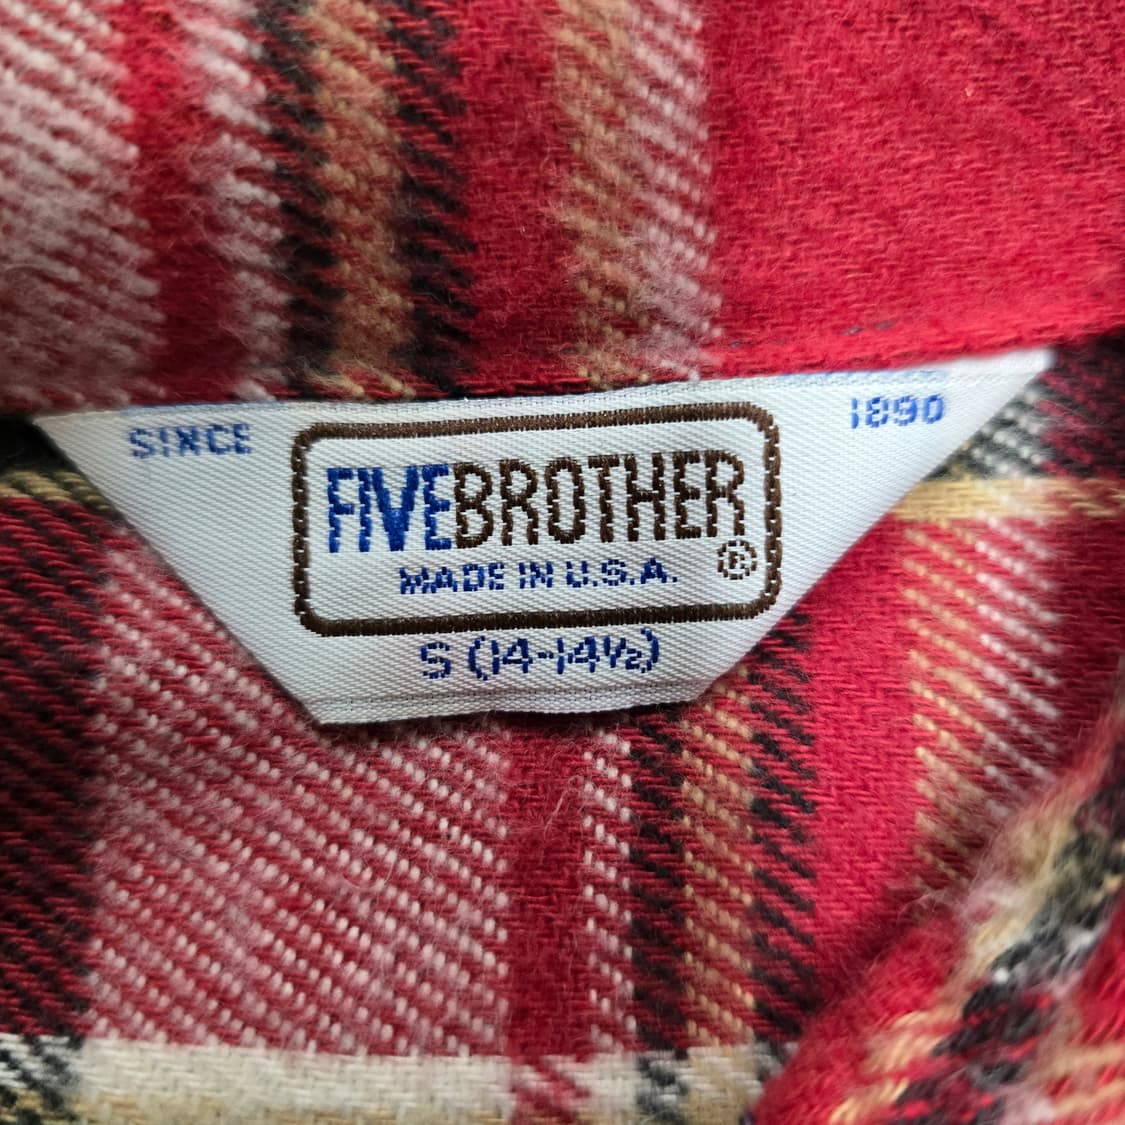 SINCE 1890
FIVEBROTHER
MADE IN U.S.A. ®
S (14-14½)